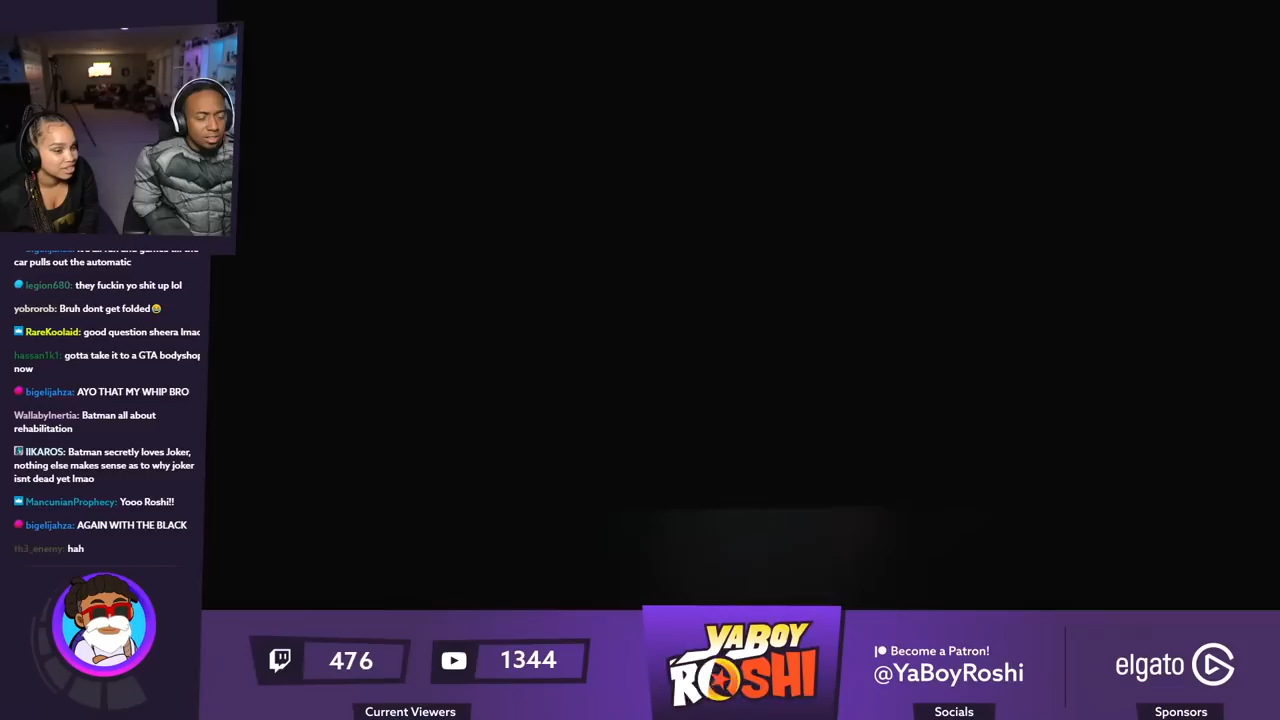 car pulls out the automatic
legion680: they fuckin yo shit up lol
yobrorob: Bruh dont get folded😂
RareKoolaid: good question sheera lmao
hassan1k1: gotta take it to a GTA bodyshop
now
bigelijahza: AYO THAT MY WHIP BRO
WallabyInertia: Batman all about
rehabilitation
IIKAROS: Batman secretly loves Joker,
nothing else makes sense as to why joker
isnt dead yet lmao
MancunianProphecy: Yooo Roshi!!
bigelijahza: AGAIN WITH THE BLACK
th3_enemy: hah
476
1344
Current Viewers
YABOY
ROSHI
Become a Patron!
@YaBoyRoshi
Socials
elgato
Sponsors